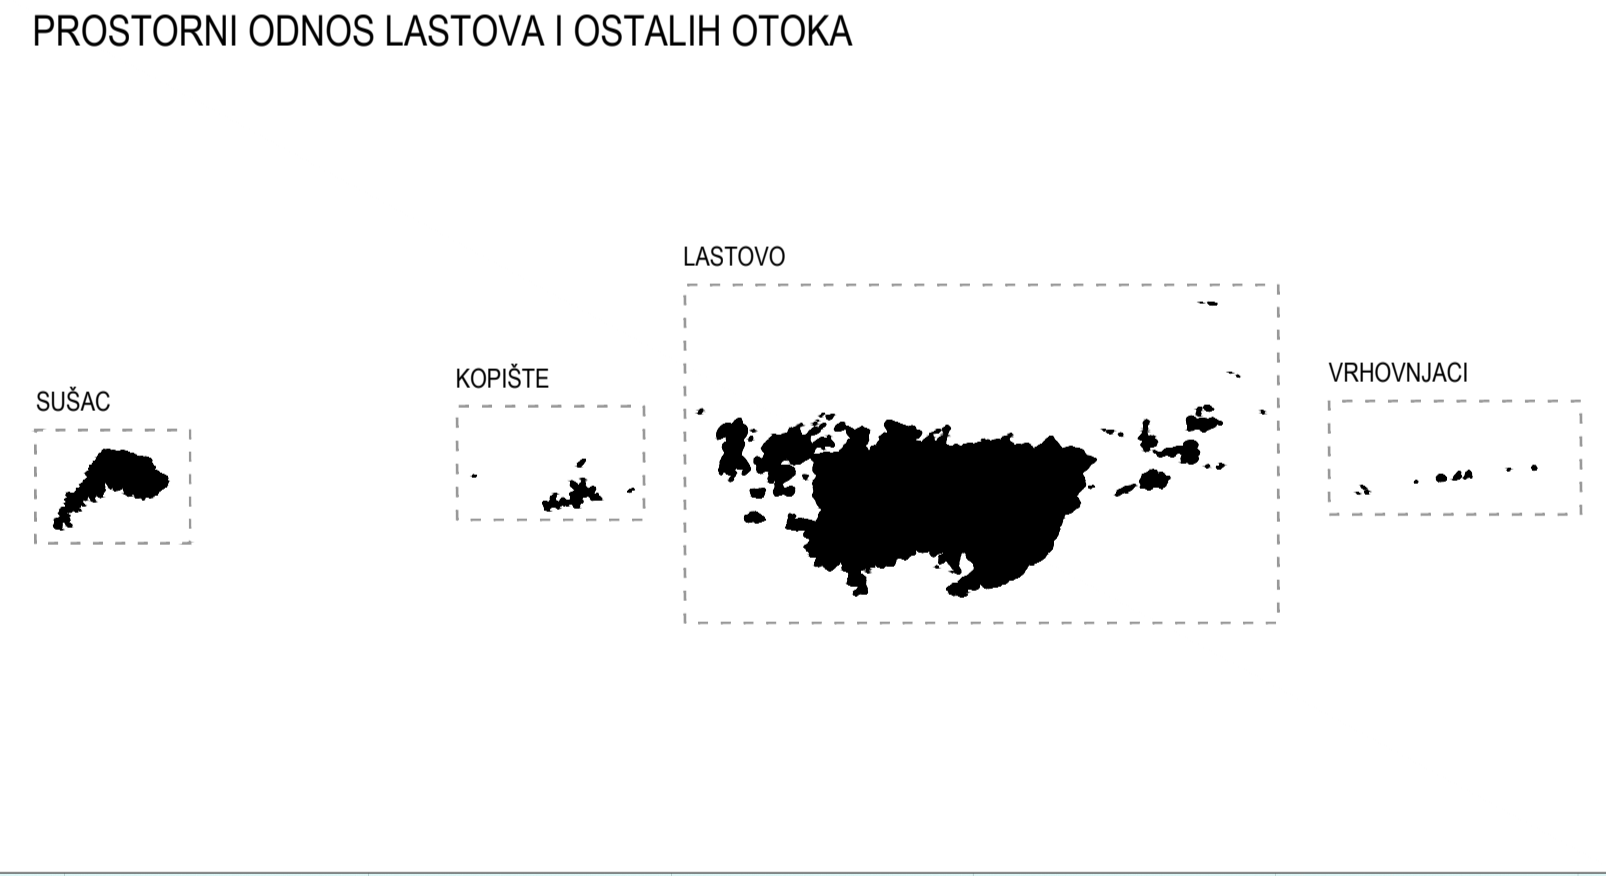 PROSTORNI ODNOS LASTOVA I OSTALIH OTOKA
LASTOVO
VRHOVNJACI
KOPIŠTE
SUŠAC